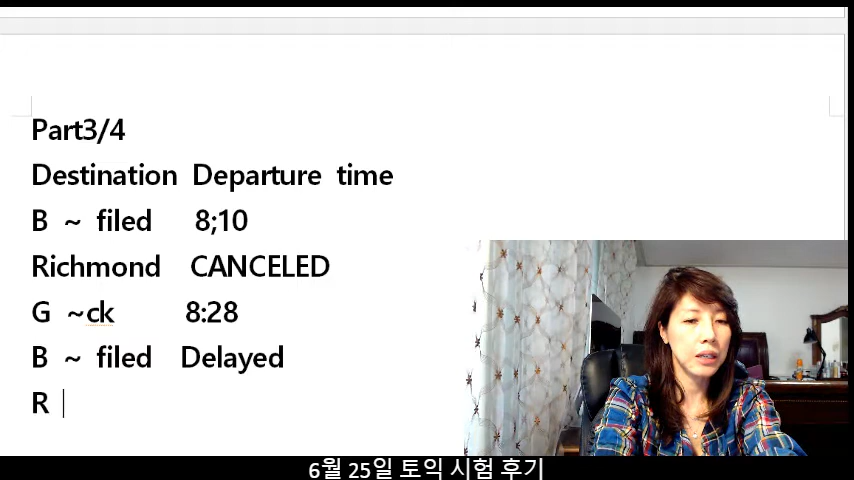 Part3/4
Destination Departure time
B ~ filed 8;10
Richmond CANCELED
G ~ck 8:28
B ~ filed Delayed
R
6월 25일 토익 시험 후기